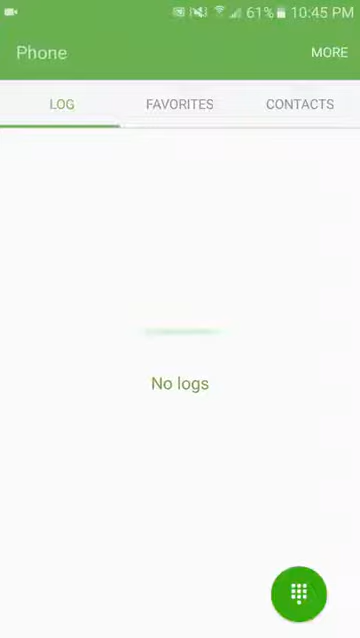 61% 10:45 PM
Phone
MORE
LOG FAVORITES CONTACTS
No logs